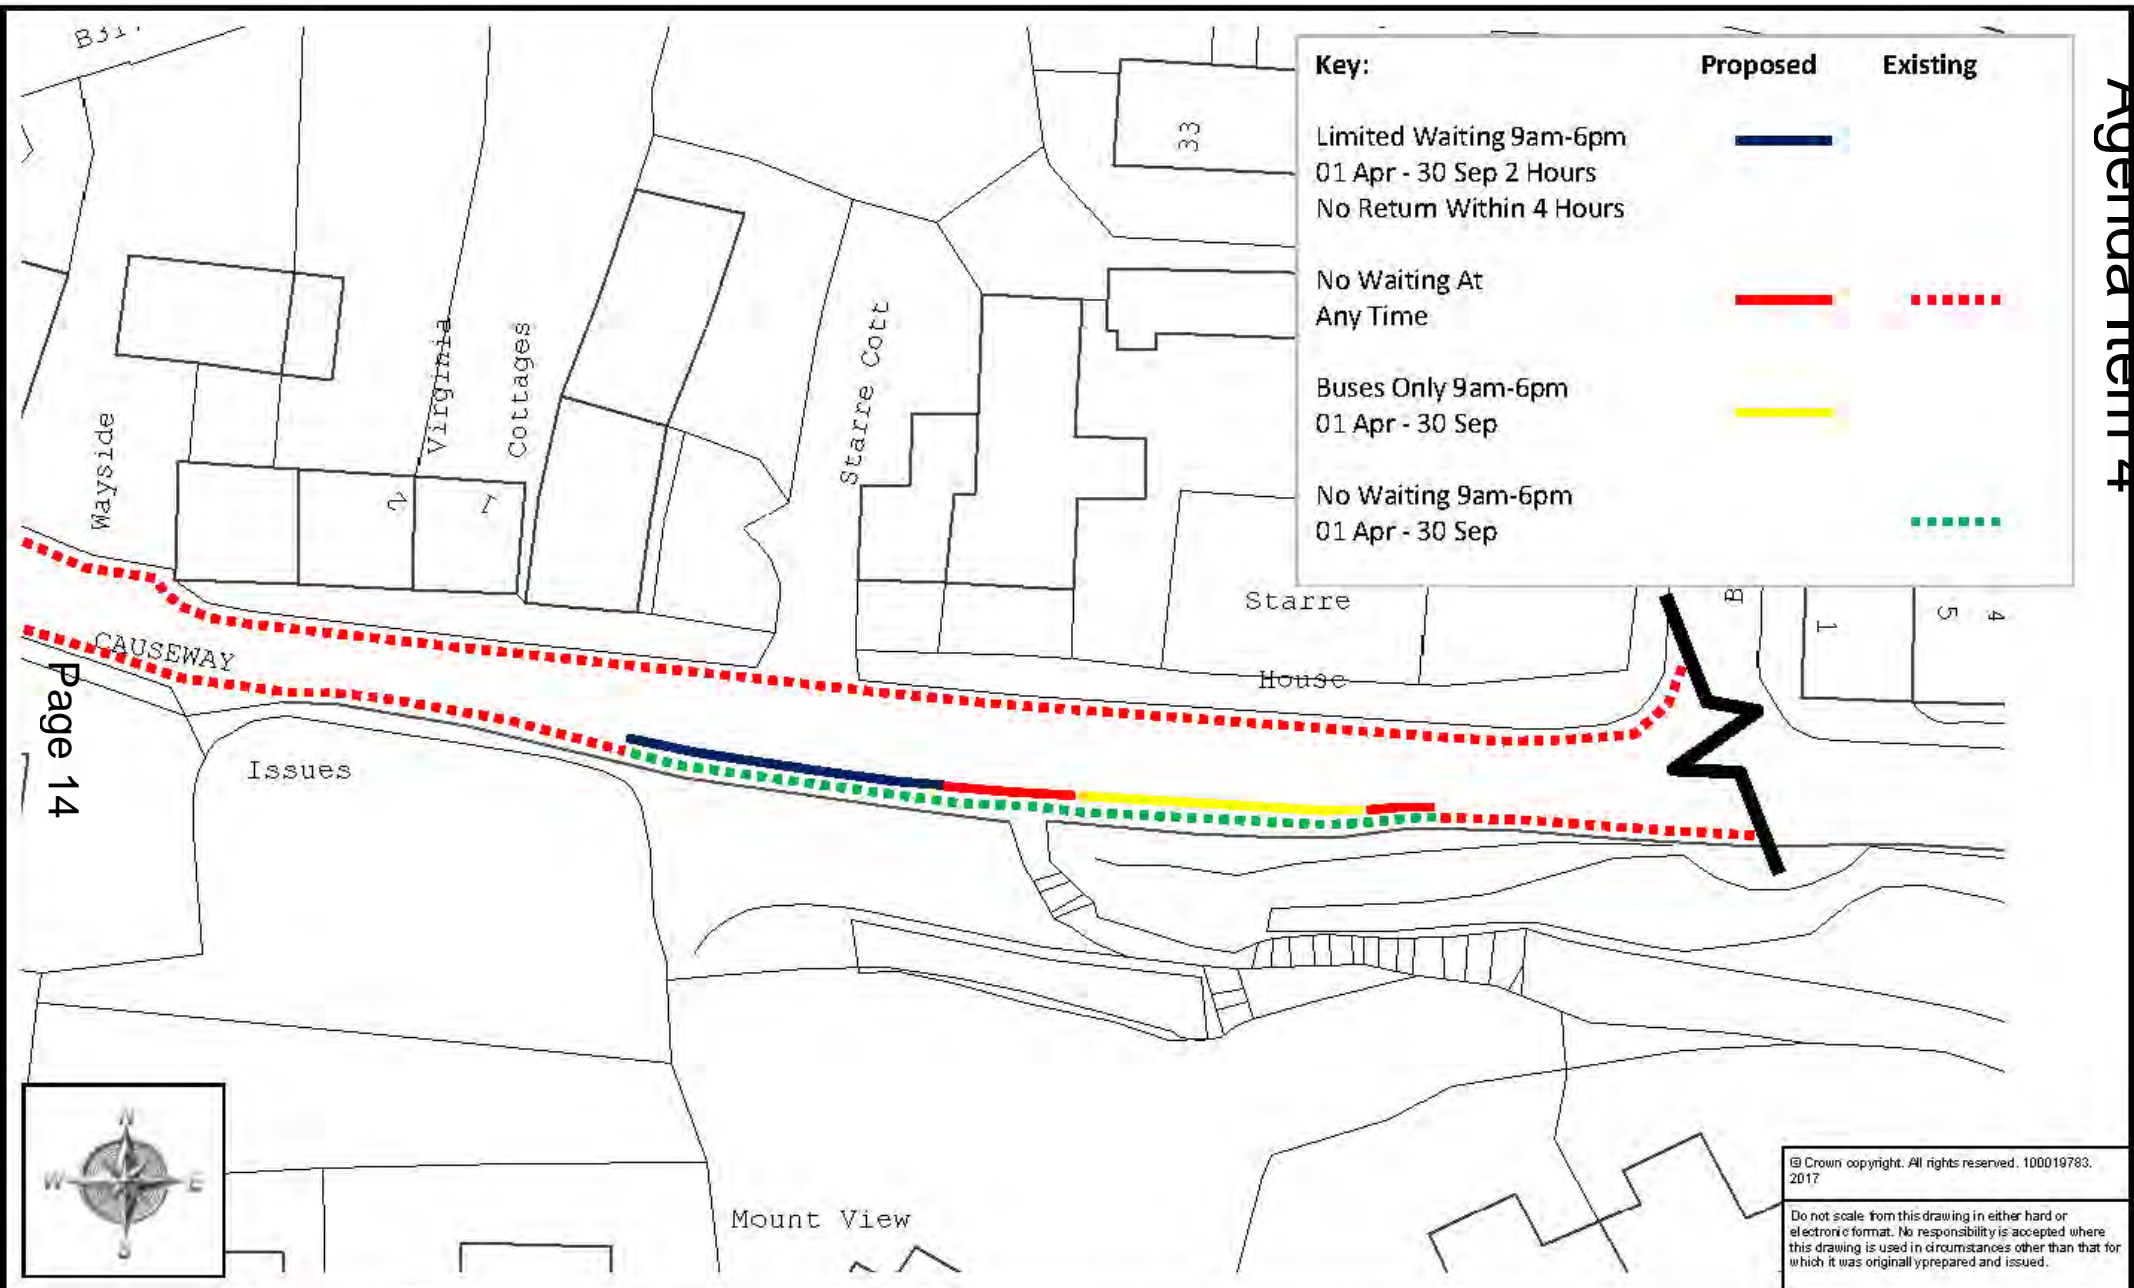 Agenda Item 4
Key: Proposed Existing
Limited Waiting 9am-6pm
01 Apr - 30 Sep 2 Hours
No Return Within 4 Hours
No Waiting At
Any Time
Buses Only 9am-6pm
01 Apr - 30 Sep
No Waiting 9am-6pm
01 Apr - 30 Sep
33
Wayside
Virginia
Cottages
2
1
Starre Cott
Starre
House
B
1
5
4
CAUSEWAY
Page 14
Issues
Mount View
N
W
E
S
© Crown copyright. All rights reserved. 100019783.
2017
Do not scale from this drawing in either hard or
electronic format. No responsibility is accepted where
this drawing is used in circumstances other than that for
which it was originallyprepared and issued.